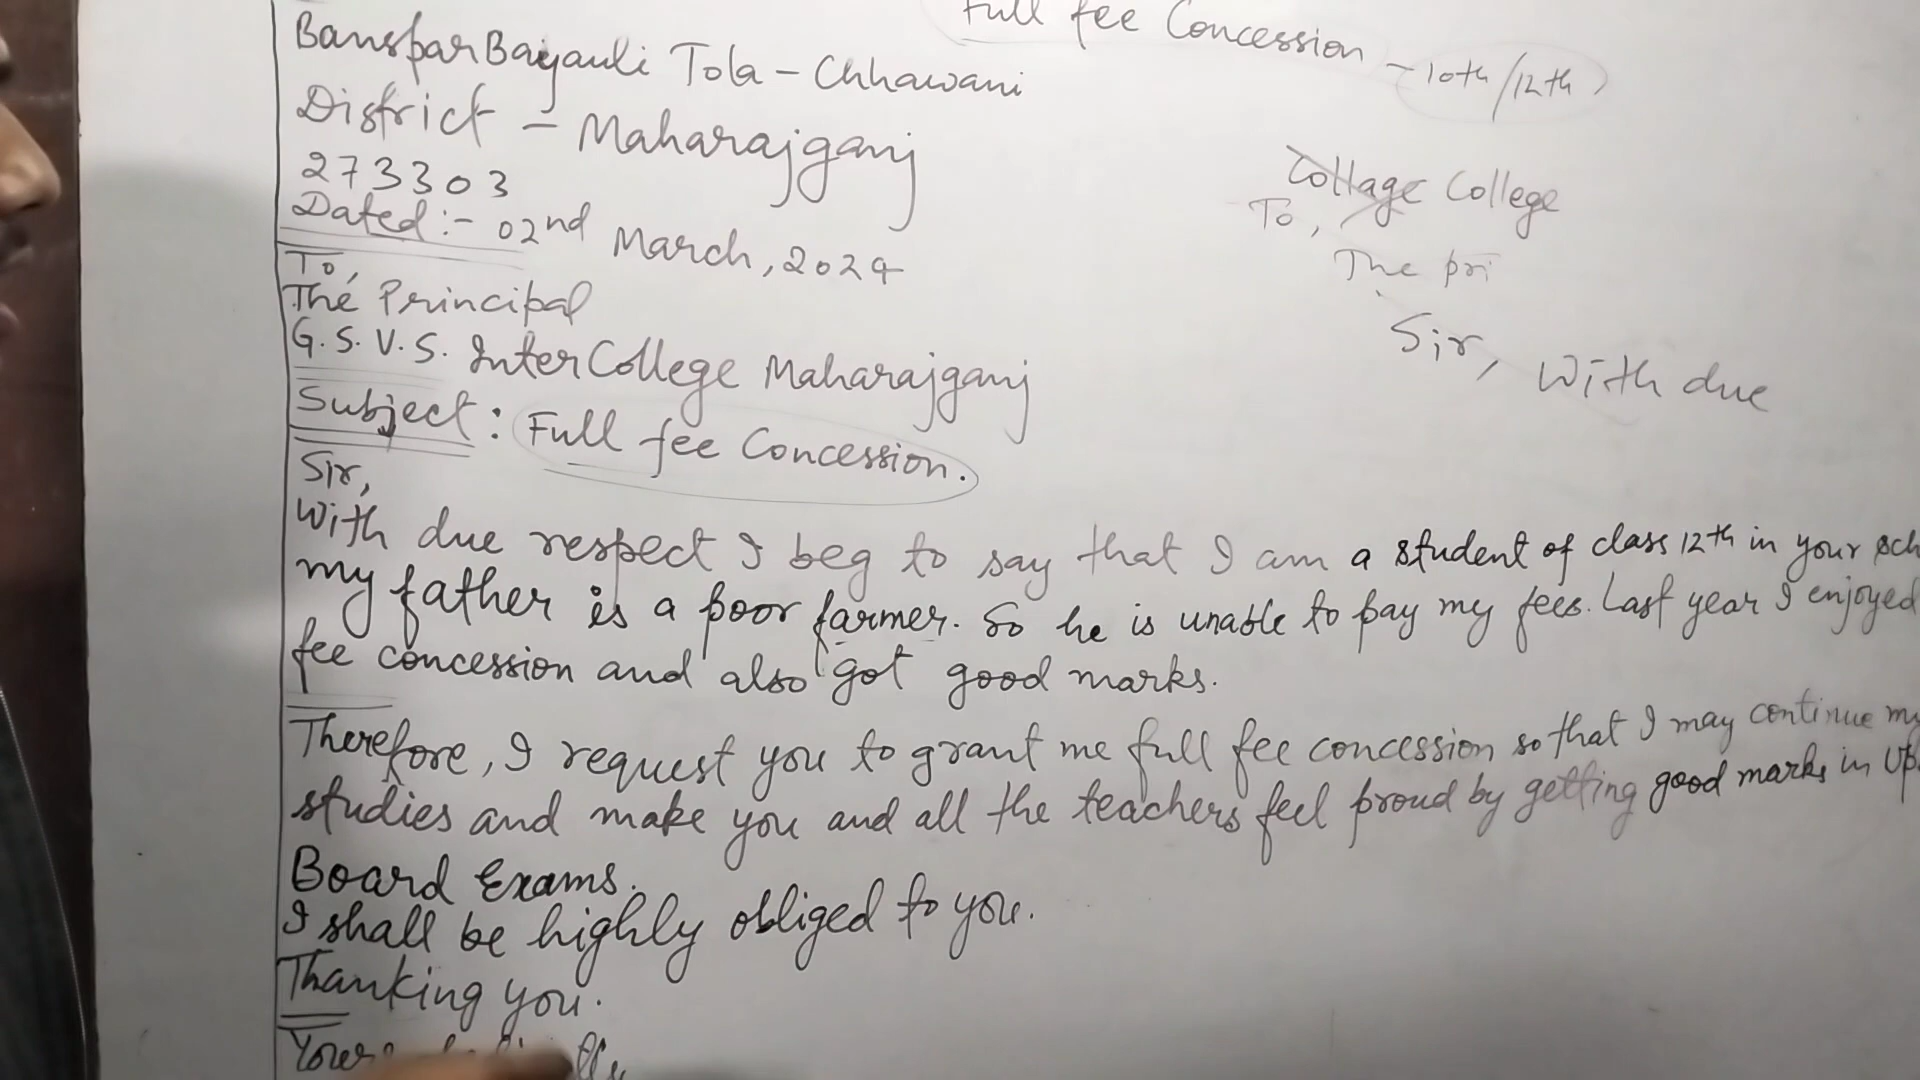 Full fee Concession - 10th/12th
Bansparbaijauli Tola - Chhawani
District - Maharajganj
273303
Dated :- 02nd March, 2024
To,
The Principal
G. S. V. S. Inter College Maharajganj
Subject : Full fee Concession.
Sir,
With due respect I beg to say that I am a student of class 12th in your sch
my father is a poor farmer. So he is unable to pay my fees. Last year I enjoyed
fee concession and also got good marks.
Therefore, I request you to grant me full fee concession so that I may continue my
studies and make you and all the teachers feel proud by getting good marks in UP.
Board Exams.
I shall be highly obliged to you.
Thanking you.
College
To,
The pri
Sir, With due